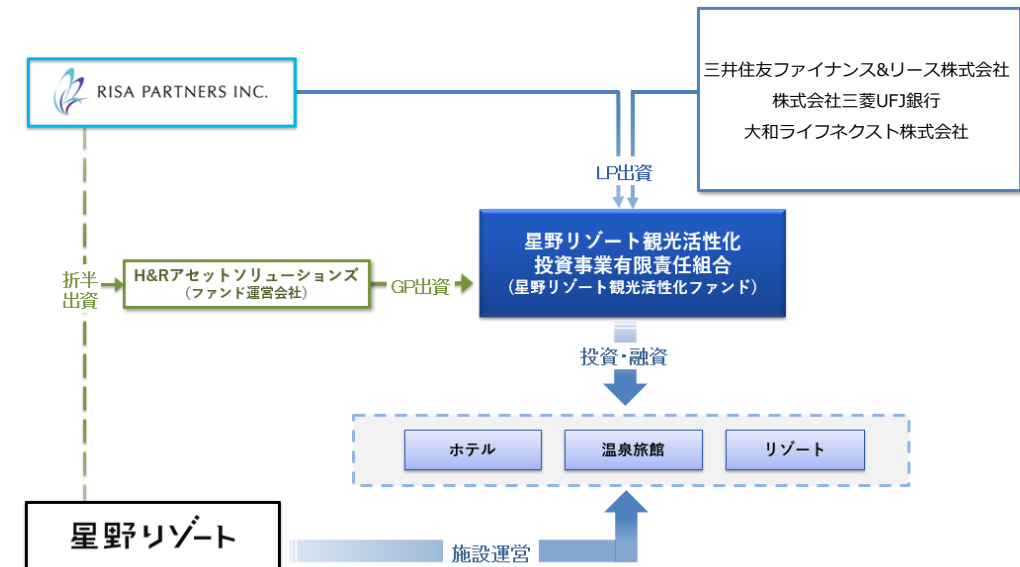 RISA PARTNERS INC.
三井住友ファイナンス&リース株式会社
株式会社三菱UFJ銀行
大和ライフネクスト株式会社
LP出資
星野リゾート観光活性化
投資事業有限責任組合
(星野リゾート観光活性化ファンド)
折半
出資
H&Rアセットソリューションズ
(ファンド運営会社)
GP出資
投資・融資
ホテル
温泉旅館
リゾート
星野リゾート
施設運営